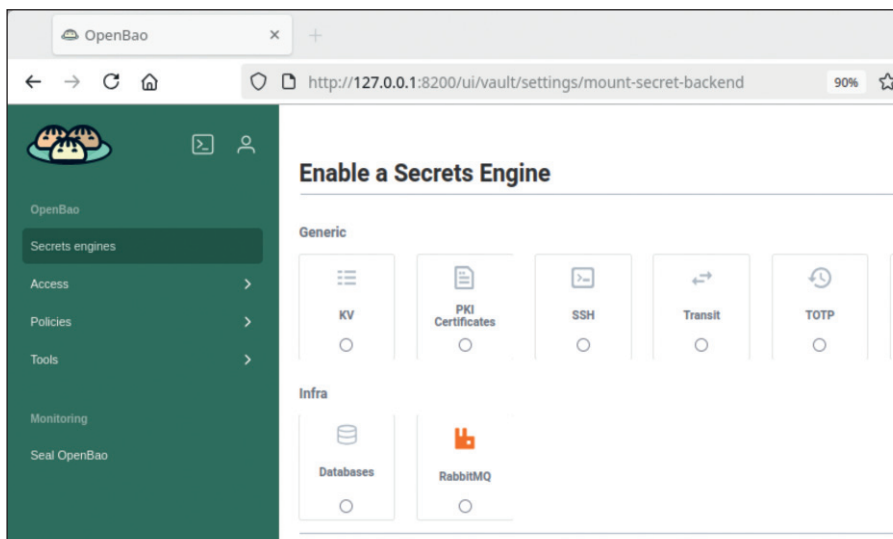 OpenBao
http://127.0.0.1:8200/ui/vault/settings/mount-secret-backend
90%
OpenBao
Secrets engines
Access
Policies
Tools
Monitoring
Seal OpenBao
Enable a Secrets Engine
Generic
KV
PKI
Certificates
SSH
Transit
TOTP
Infra
Databases
RabbitMQ